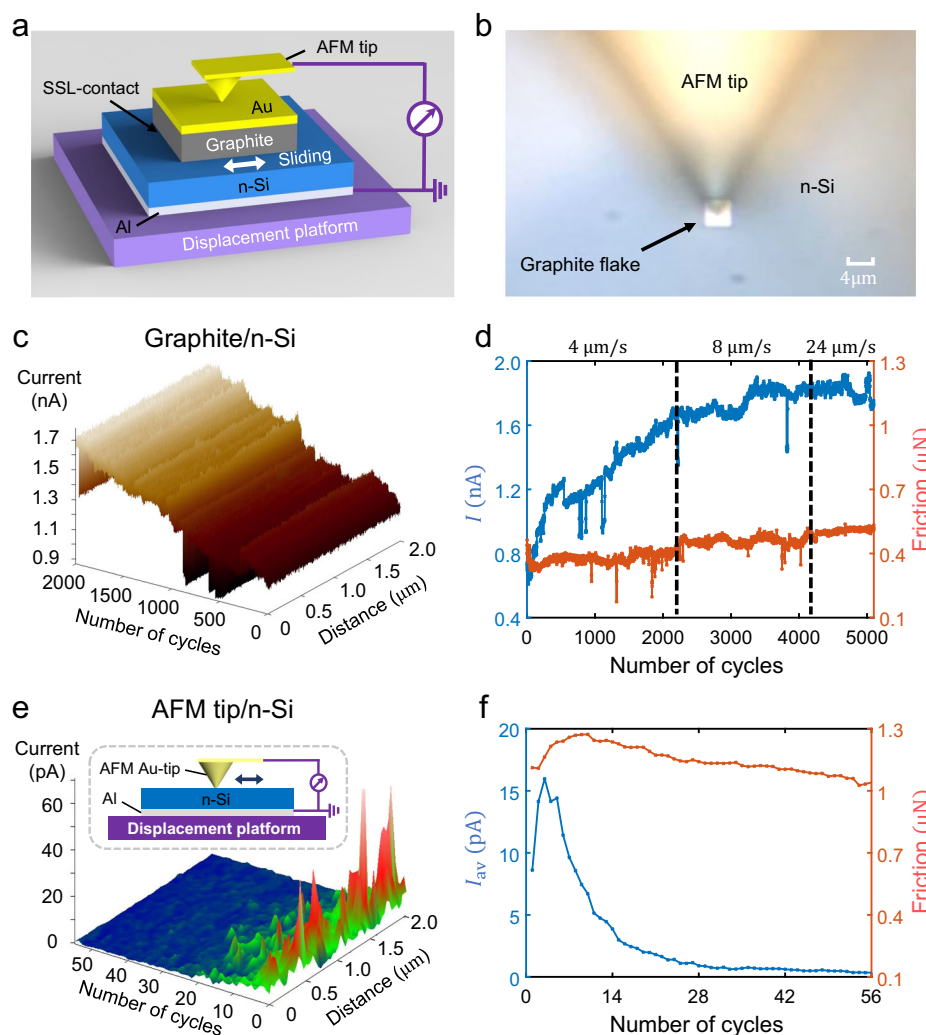 a
AFM tip
SSL-contact
Au
Graphite
Sliding
n-Si
Al
Displacement platform
b
AFM tip
n-Si
Graphite flake
4μm
c
Graphite/n-Si
Current
(nA)
1.7
1.5
1.3
1.1
0.9
2000
1500
1000
500
0
Number of cycles
0
0.5
1.0
1.5
2.0
Distance (μm)
d
4 μm/s
8 μm/s
24 μm/s
2.0
1.6
1.2
0.8
0.4
I (nA)
1.3
1
0.7
0.4
0.1
Friction (μN)
0
1000
2000
3000
4000
5000
Number of cycles
e
AFM tip/n-Si
Current
(pA)
60
40
20
0
AFM Au-tip
n-Si
Al
Displacement platform
50
40
30
20
10
0
Number of cycles
0
0.5
1.0
1.5
2.0
Distance (μm)
f
20
15
10
5
0
Iav (pA)
1.3
1.2
0.9
1.3
0.1
Friction (μN)
0
14
28
42
56
Number of cycles